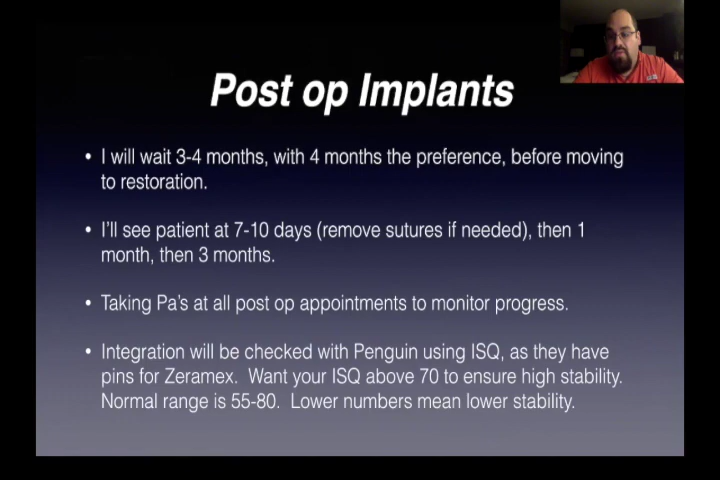 Post op Implants
• I will wait 3-4 months, with 4 months the preference, before moving
to restoration.
• I'll see patient at 7-10 days (remove sutures if needed), then 1
month, then 3 months.
• Taking Pa's at all post op appointments to monitor progress.
• Integration will be checked with Penguin using ISQ, as they have
pins for Zeramex. Want your ISQ above 70 to ensure high stability.
Normal range is 55-80. Lower numbers mean lower stability.